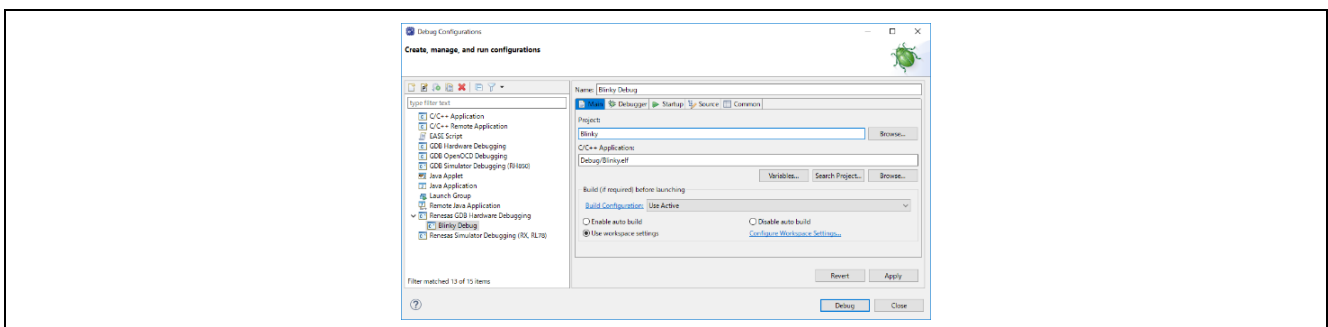 Debug Configurations
Create, manage, and run configurations
type filter text
C/C++ Application
C/C++ Remote Application
EASE Script
GDB Hardware Debugging
GDB OpenOCD Debugging
GDB Simulator Debugging (RH850)
Java Applet
Java Application
Launch Group
Remote Java Application
Renesas GDB Hardware Debugging
Blinky Debug
Renesas Simulator Debugging (RX, RL78)
Filter matched 13 of 15 items
Name: Blinky Debug
Main Debugger Startup Source Common
Project:
Blinky Browse...
C/C++ Application:
Debug/Blinky.elf
Variables... Search Project... Browse...
Build (if required) before launching
Build Configuration: Use Active
Enable auto build Disable auto build
Use workspace settings Configure Workspace Settings...
Revert Apply
Debug Close